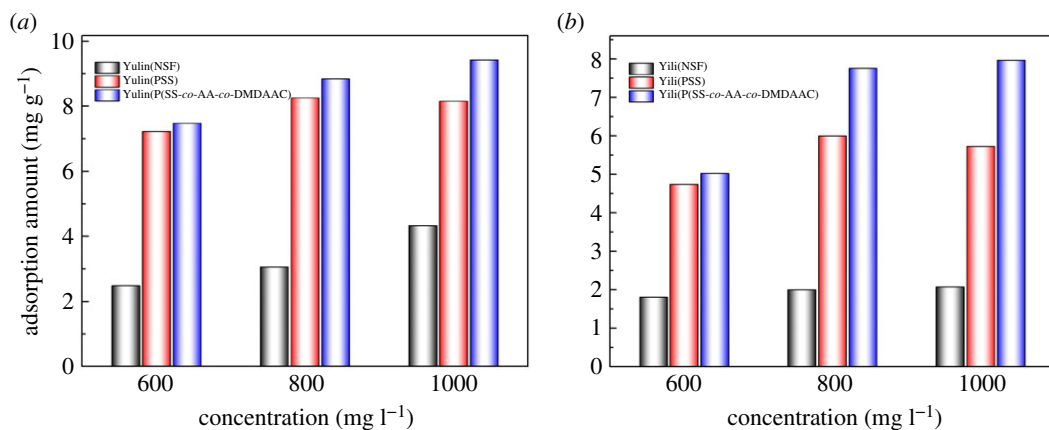 (a)
10
8
6
4
2
0
adsorption amount (mg g⁻¹)
Yulin(NSF)
Yulin(PSS)
Yulin(P(SS-co-AA-co-DMDAAC)
600 800 1000
concentration (mg l⁻¹)
(b)
8
7
6
5
4
3
2
1
0
Yili(NSF)
Yili(PSS)
Yili(P(SS-co-AA-co-DMDAAC)
600 800 1000
concentration (mg l⁻¹)